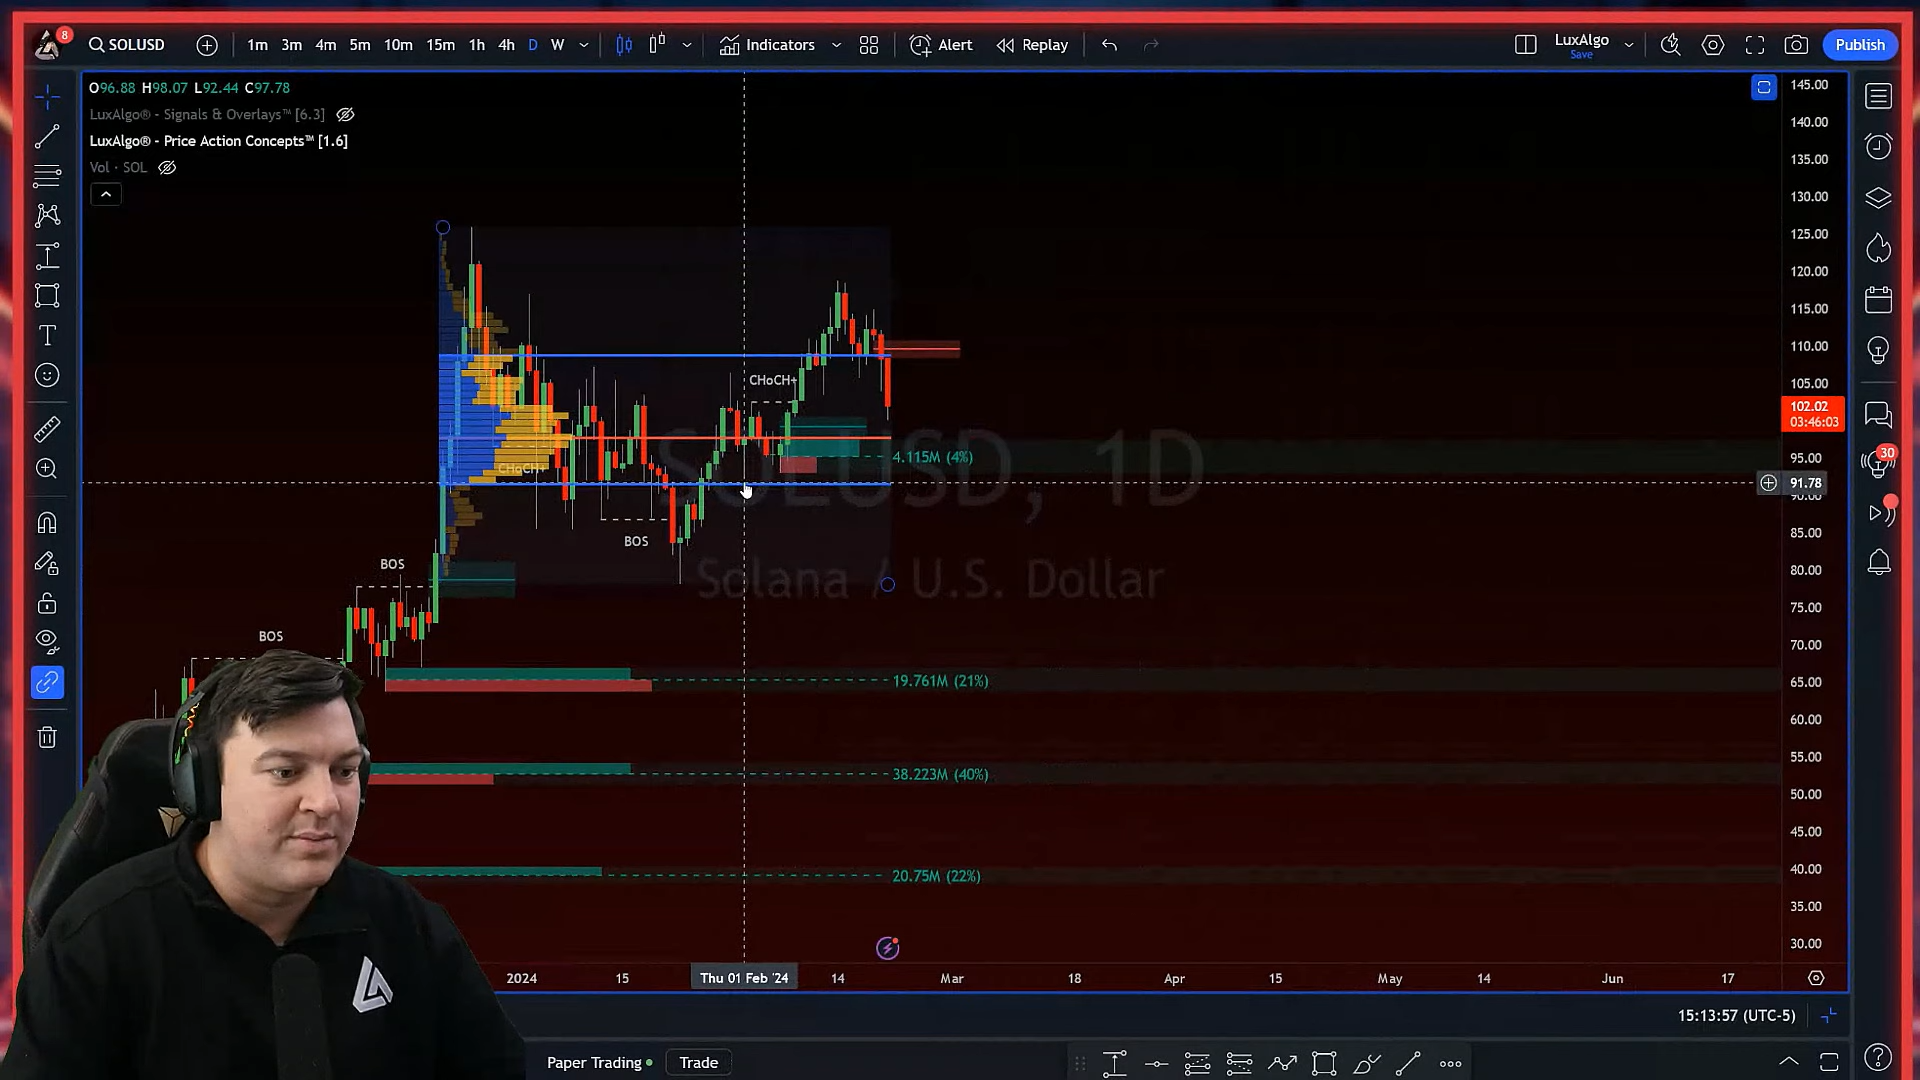 8
SOLUSD
1m 3m 4m 5m 10m 15m 1h 4h D W
Indicators
Alert
Replay
LuxAlgo
Save
Publish
O96.88 H98.07 L92.44 C97.78
LuxAlgo® - Signals & Overlays™ [6.3]
LuxAlgo® - Price Action Concepts™ [1.6]
Vol · SOL
145.00
140.00
135.00
130.00
125.00
120.00
115.00
110.00
105.00
102.02
03:46:03
95.00
91.78
90.00
85.00
80.00
75.00
70.00
65.00
60.00
55.00
50.00
45.00
40.00
35.00
30.00
CHoCH+
CHoCH+
SOLUSD, 1D
Solana / U.S. Dollar
4.115M (4%)
BOS
BOS
BOS
19.761M (21%)
38.223M (40%)
20.75M (22%)
30
2024 15 Thu 01 Feb '24 14 Mar 18 Apr 15 May 14 Jun 17
15:13:57 (UTC-5)
Paper Trading
Trade